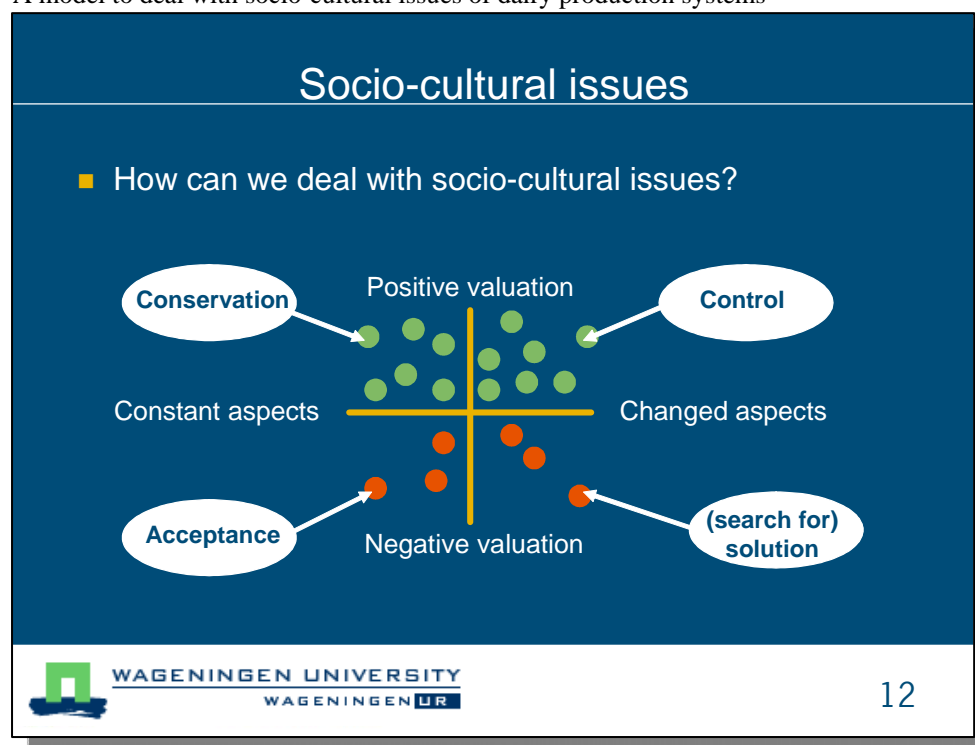 A model to deal with socio-cultural issues of dairy production systems
Socio-cultural issues
How can we deal with socio-cultural issues?
Positive valuation
Conservation
Control
Constant aspects
Changed aspects
Acceptance
Negative valuation
(search for)
solution
WAGENINGEN UNIVERSITY
WAGENINGEN UR
12